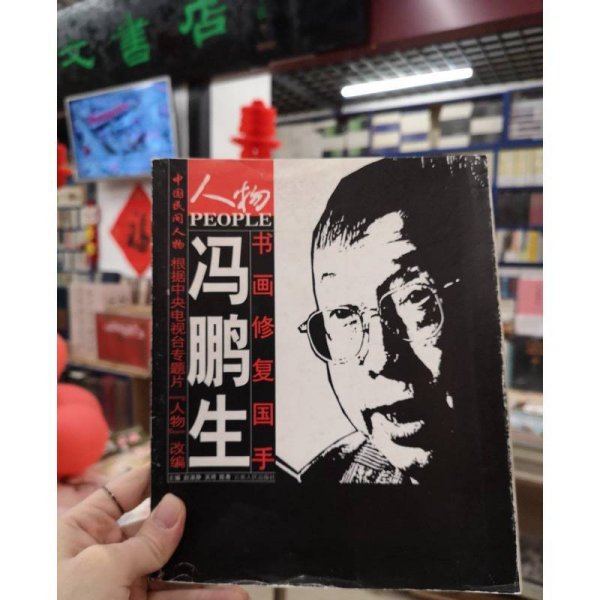 文書店
人物
PEOPLE
中国民间人物
根据中央电视台专题片『人物』改编
冯鹏生
书画修复国手